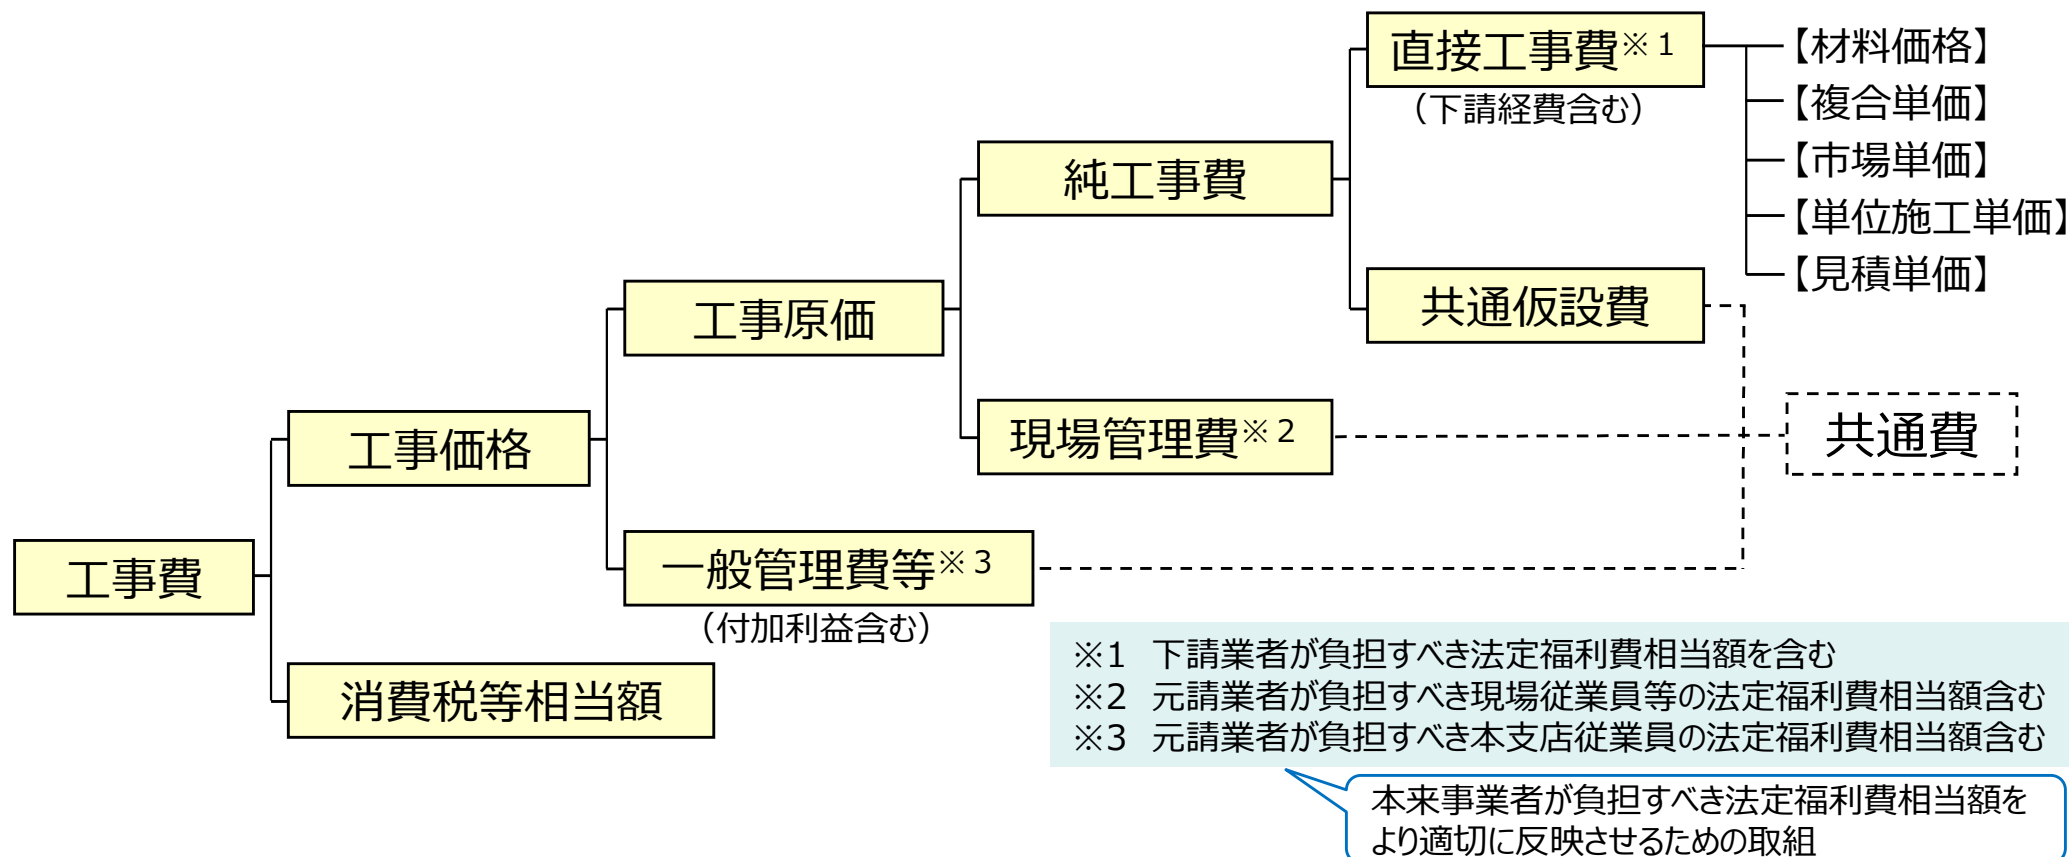 直接工事費※1
（下請経費含む）
【材料価格】
【複合単価】
【市場単価】
【単位施工単価】
【見積単価】
純工事費
共通仮設費
工事原価
現場管理費※2
共通費
工事価格
一般管理費等※3
（付加利益含む）
工事費
消費税等相当額
※1 下請業者が負担すべき法定福利費相当額を含む
※2 元請業者が負担すべき現場従業員等の法定福利費相当額含む
※3 元請業者が負担すべき本支店従業員の法定福利費相当額含む
本来事業者が負担すべき法定福利費相当額を
より適切に反映させるための取組